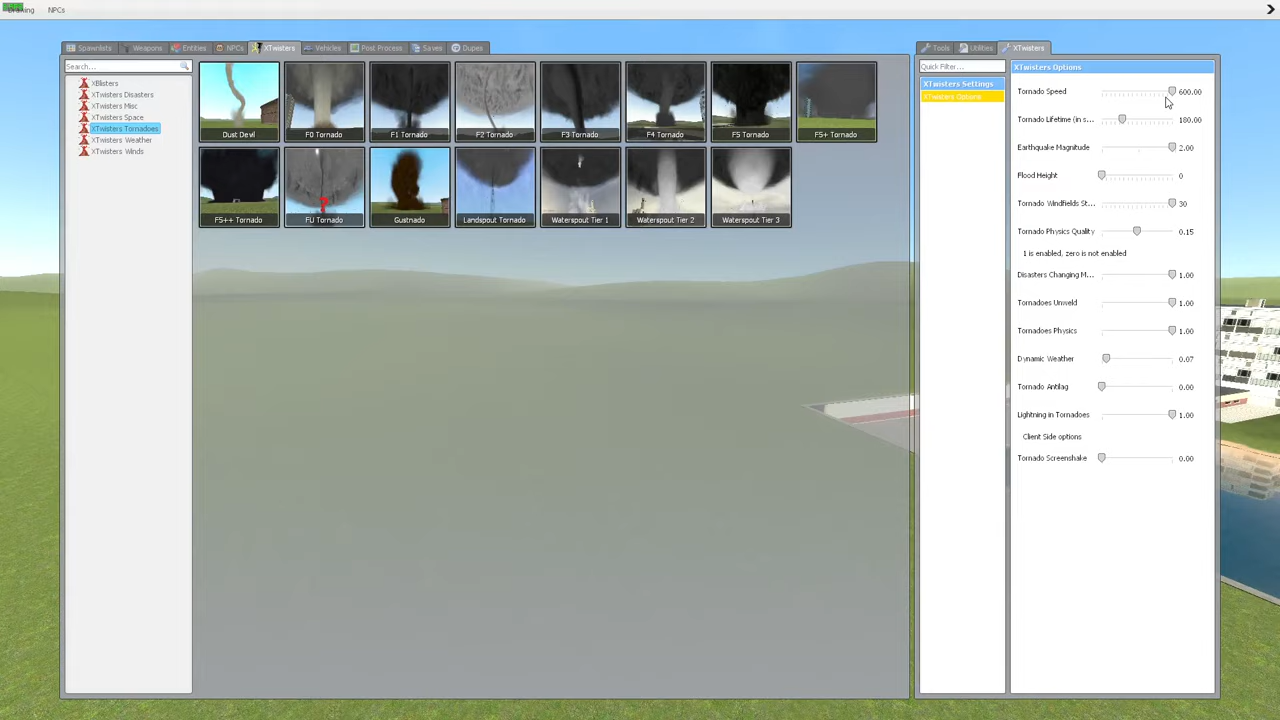 Drawing NPCs
Spawnlists Weapons Entities NPCs XTwisters Vehicles Post Process Saves Dupes
Search...
XBlisters
XTwisters Disasters
XTwisters Misc
XTwisters Space
XTwisters Tornadoes
XTwisters Weather
XTwisters Winds
Dust Devil F0 Tornado F1 Tornado F2 Tornado F3 Tornado F4 Tornado F5 Tornado F5+ Tornado
F5++ Tornado FU Tornado Gustnado Landspout Tornado Waterspout Tier 1 Waterspout Tier 2 Waterspout Tier 3
Tools Utilities XTwisters
Quick Filter...
XTwisters Settings
XTwisters Options
XTwisters Options
Tornado Speed 600.00
Tornado Lifetime (in s... 180.00
Earthquake Magnitude 2.00
Flood Height 0
Tornado Windfields St... 30
Tornado Physics Quality 0.15
1 is enabled, zero is not enabled
Disasters Changing M... 1.00
Tornadoes Unweld 1.00
Tornadoes Physics 1.00
Dynamic Weather 0.07
Tornado Antilag 0.00
Lightning in Tornadoes 1.00
Client Side options
Tornado Screenshake 0.00